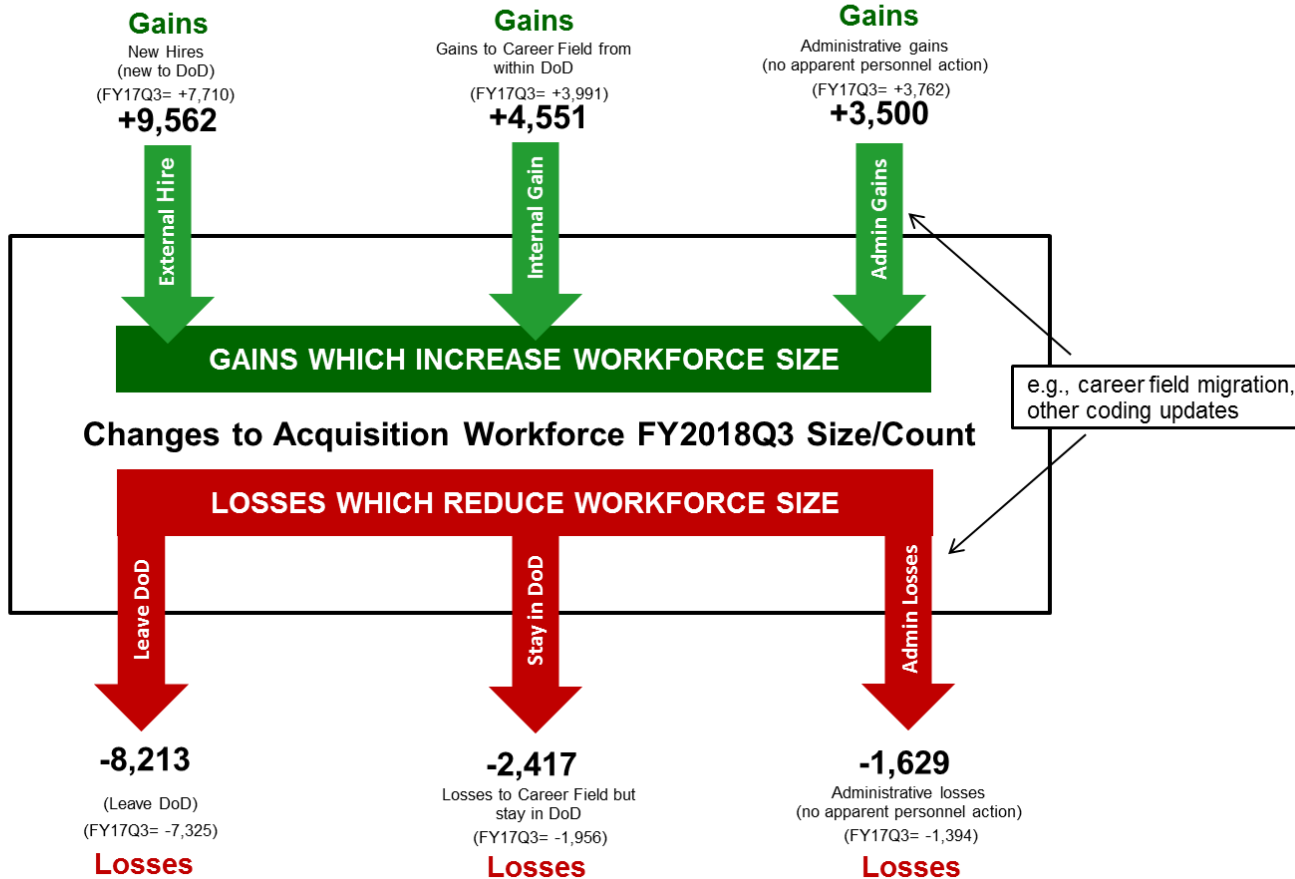 Gains
New Hires
(new to DoD)
(FY17Q3= +7,710)
+9,562
External Hire
Gains
Gains to Career Field from
within DoD
(FY17Q3= +3,991)
+4,551
Internal Gain
Gains
Administrative gains
(no apparent personnel action)
(FY17Q3= +3,762)
+3,500
Admin Gains
GAINS WHICH INCREASE WORKFORCE SIZE
e.g., career field migration,
other coding updates
Changes to Acquisition Workforce FY2018Q3 Size/Count
LOSSES WHICH REDUCE WORKFORCE SIZE
Leave DoD
-8,213
(Leave DoD)
(FY17Q3= -7,325)
Losses
Stay in DoD
-2,417
Losses to Career Field but
stay in DoD
(FY17Q3= -1,956)
Losses
Admin Losses
-1,629
Administrative losses
(no apparent personnel action)
(FY17Q3= -1,394)
Losses